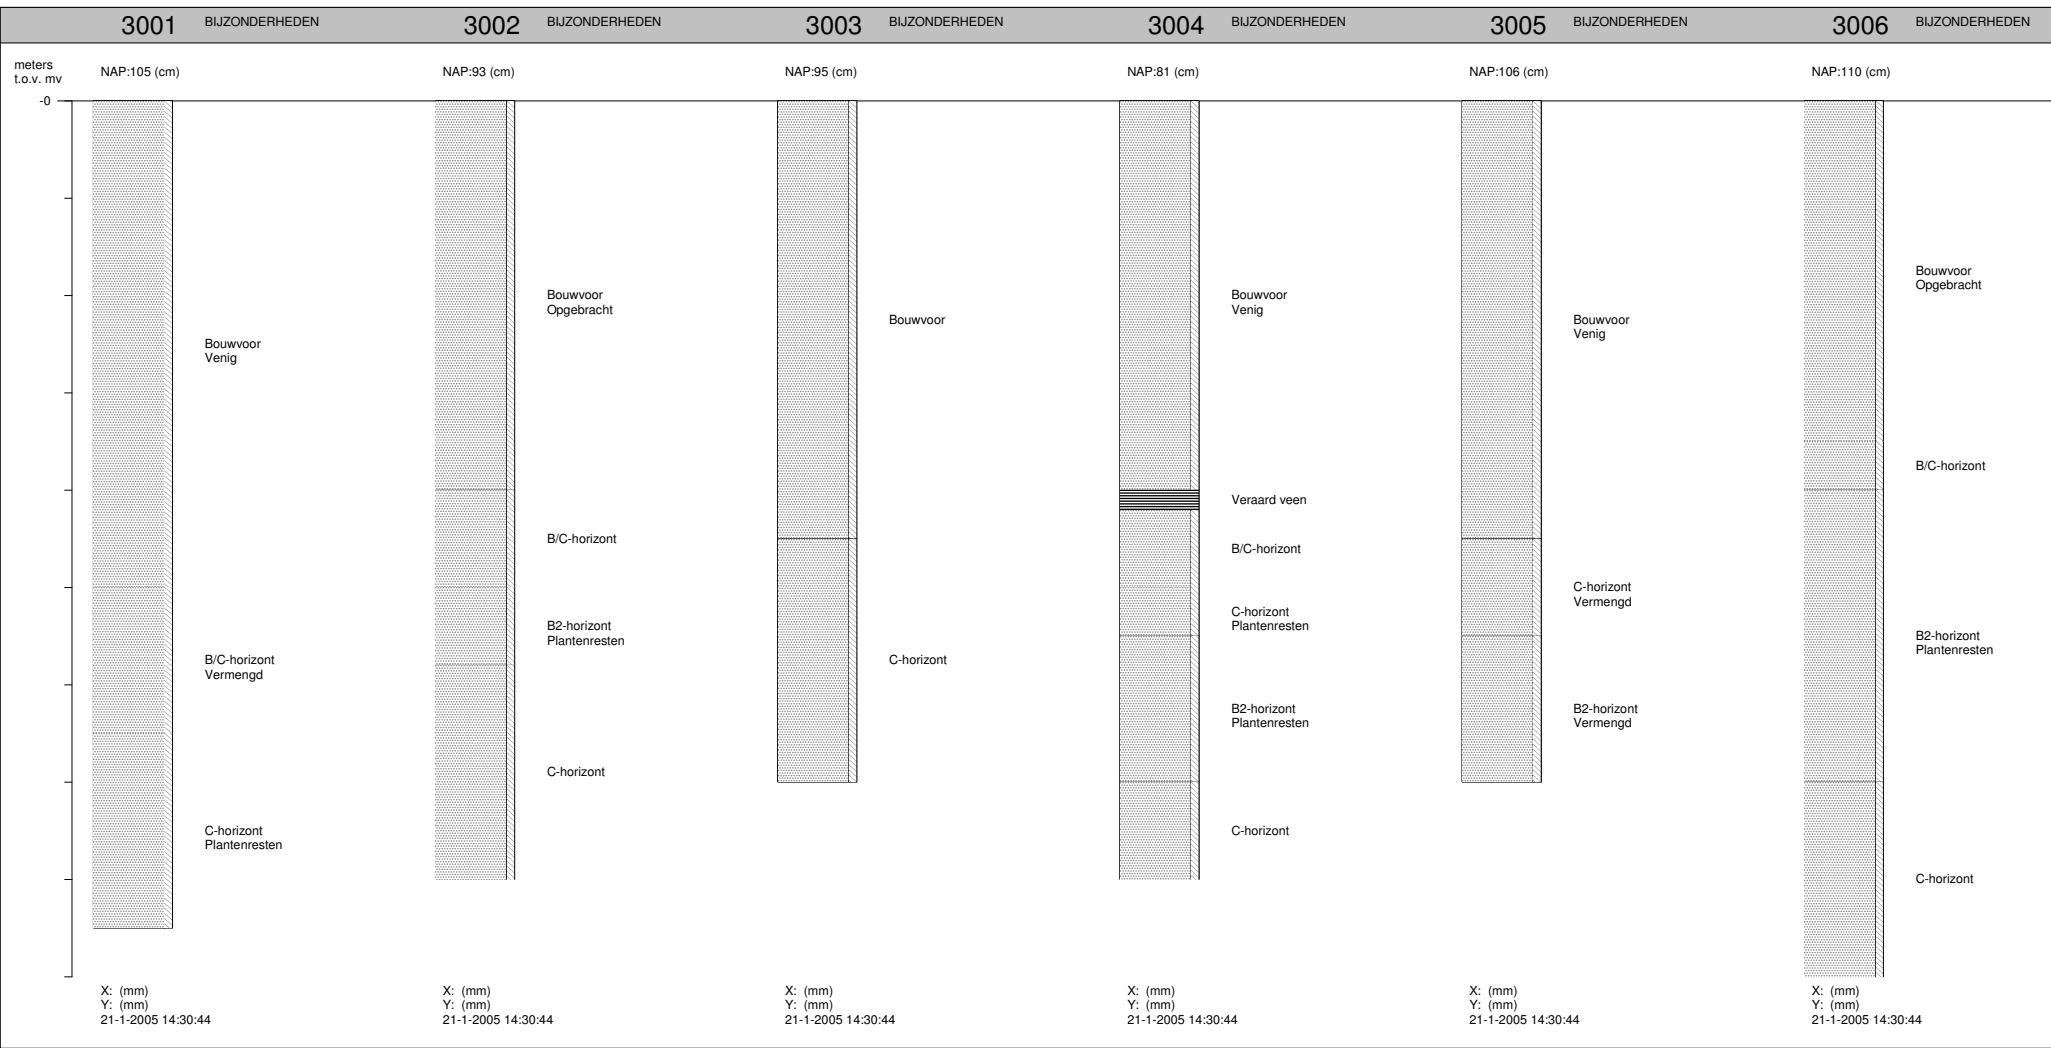 3001 BIJZONDERHEDEN 3002 BIJZONDERHEDEN 3003 BIJZONDERHEDEN 3004 BIJZONDERHEDEN 3005 BIJZONDERHEDEN 3006 BIJZONDERHEDEN
meters
t.o.v. mv
NAP:105 (cm) NAP:93 (cm) NAP:95 (cm) NAP:81 (cm) NAP:106 (cm) NAP:110 (cm)
-0
Bouwvoor
Venig
B/C-horizont
Vermengd
C-horizont
Plantenresten
X: (mm)
Y: (mm)
21-1-2005 14:30:44
Bouwvoor
Opgebracht
B/C-horizont
B2-horizont
Plantenresten
C-horizont
X: (mm)
Y: (mm)
21-1-2005 14:30:44
Bouwvoor
C-horizont
X: (mm)
Y: (mm)
21-1-2005 14:30:44
Bouwvoor
Venig
Veraard veen
B/C-horizont
C-horizont
Plantenresten
B2-horizont
Plantenresten
C-horizont
X: (mm)
Y: (mm)
21-1-2005 14:30:44
Bouwvoor
Venig
C-horizont
Vermengd
B2-horizont
Vermengd
X: (mm)
Y: (mm)
21-1-2005 14:30:44
Bouwvoor
Opgebracht
B/C-horizont
B2-horizont
Plantenresten
C-horizont
X: (mm)
Y: (mm)
21-1-2005 14:30:44